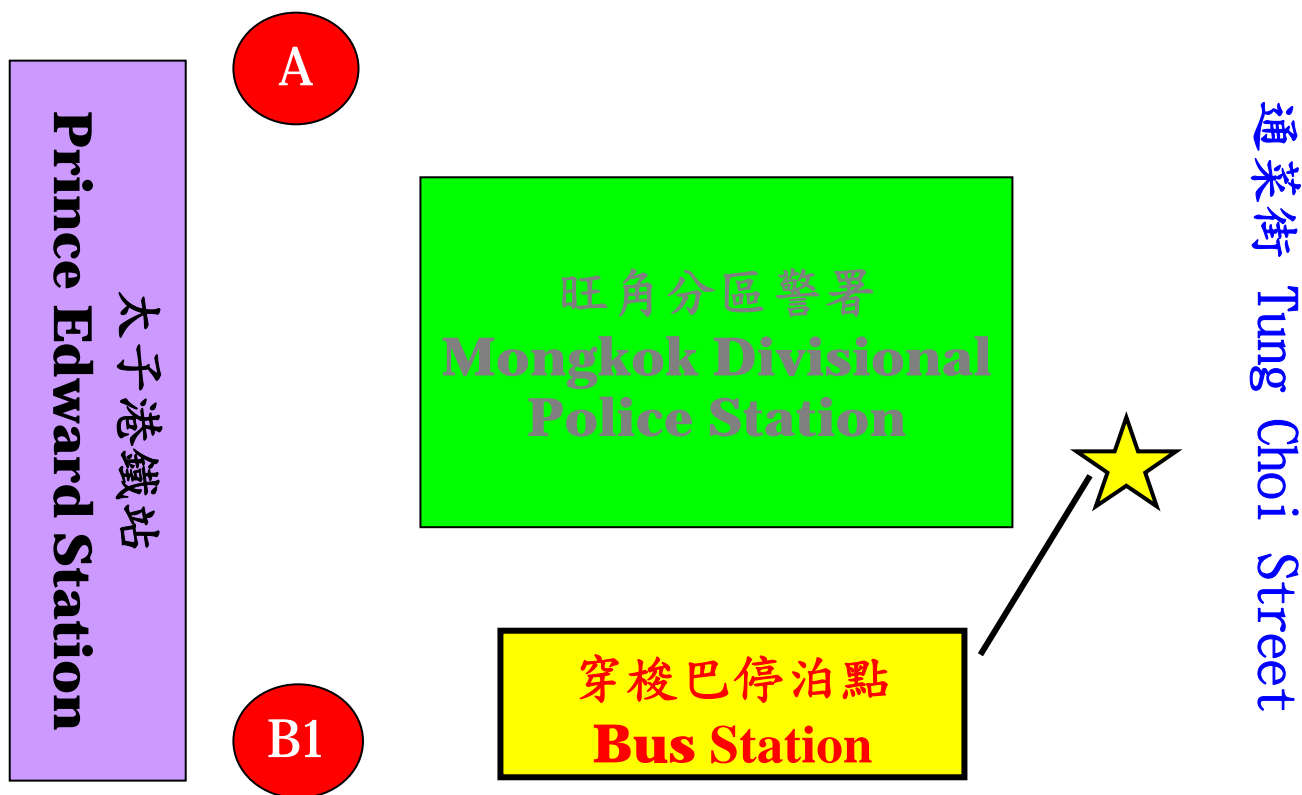 A
太子港鐵站
Prince Edward Station
旺角分區警署
Mongkok Divisional
Police Station
通菜街 Tung Choi Street
B1
穿梭巴停泊點
Bus Station